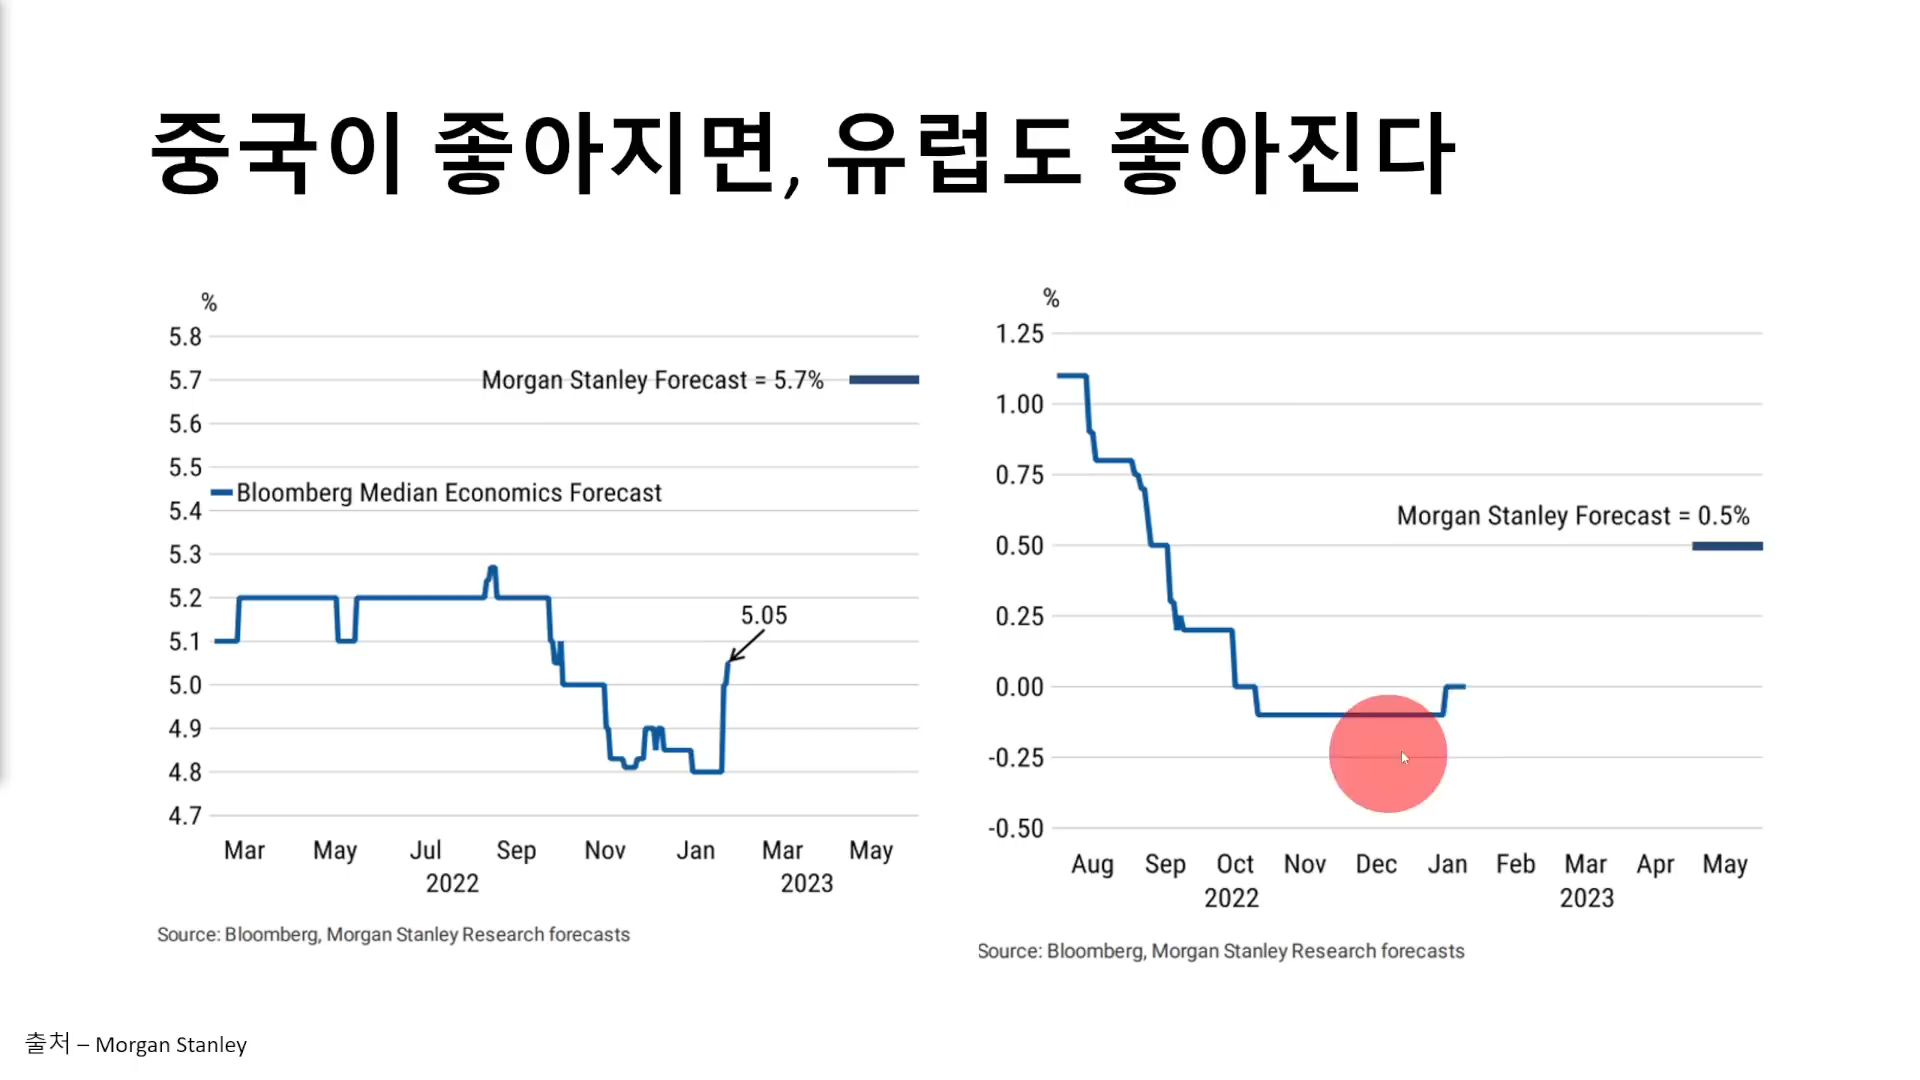 중국이 좋아지면, 유럽도 좋아진다
%
5.8
5.7
Morgan Stanley Forecast = 5.7%
5.6
5.5
Bloomberg Median Economics Forecast
5.4
5.3
5.2
5.05
5.1
5.0
4.9
4.8
4.7
Mar May Jul Sep Nov Jan Mar May
2022 2023
Source: Bloomberg, Morgan Stanley Research forecasts
%
1.25
1.00
0.75
Morgan Stanley Forecast = 0.5%
0.50
0.25
0.00
-0.25
-0.50
Aug Sep Oct Nov Dec Jan Feb Mar Apr May
2022 2023
Source: Bloomberg, Morgan Stanley Research forecasts
출처 – Morgan Stanley